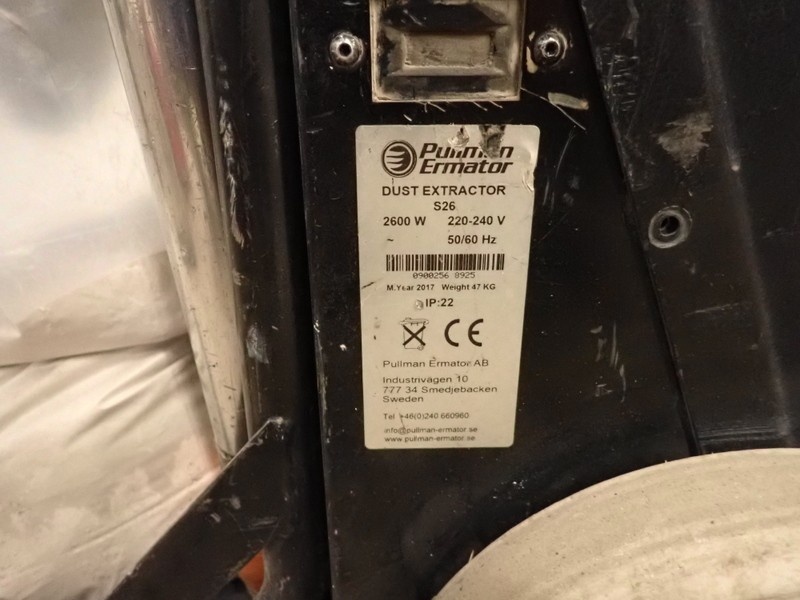 Pullman
Ermator
DUST EXTRACTOR
S26
2600 W 220-240 V
~ 50/60 Hz
0900256 8925
M.Year 2017 Weight 47 KG
IP:22
CE
Pullman Ermator AB
Industrivägen 10
777 34 Smedjebacken
Sweden
Tel +46(0)240 660960
info@pullman-ermator.se
www.pullman-ermator.se